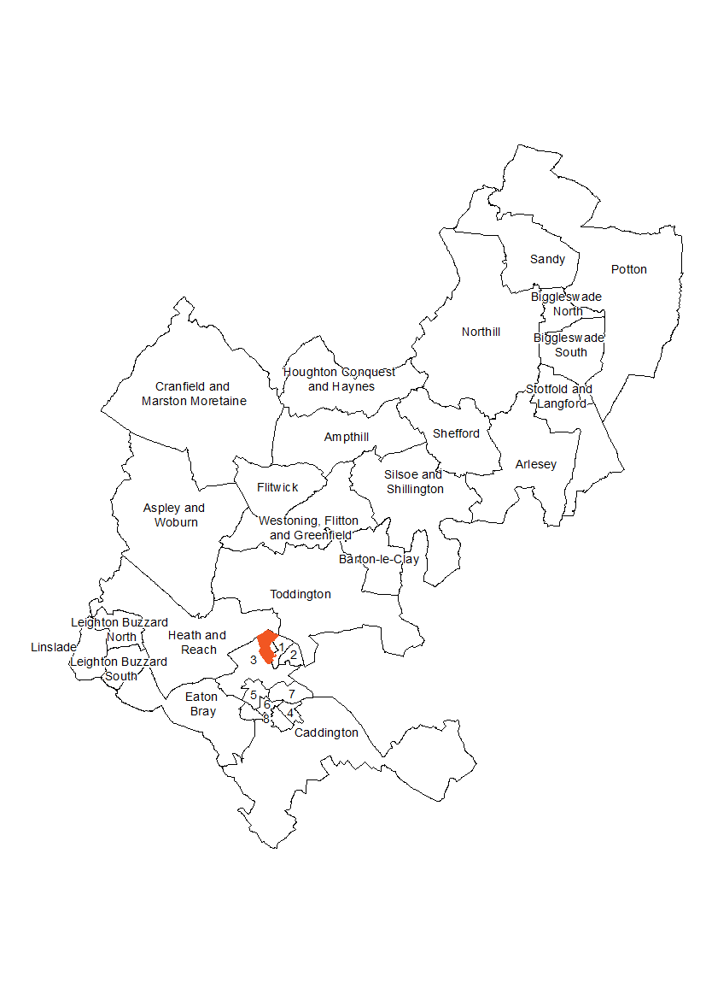 Sandy
Potton
Biggleswade
North
Northill
Biggleswade
South
Houghton Conquest
and Haynes
Cranfield and
Marston Moretaine
Stotfold and
Langford
Ampthill
Shefford
Arlesey
Silsoe and
Shillington
Flitwick
Aspley and
Woburn
Westoning, Flitton
and Greenfield
Barton-le-Clay
Toddington
Leighton Buzzard
North
Heath and
Reach
Linslade
1
2
3
Leighton Buzzard
South
Eaton
Bray
5
7
6
4
8
Caddington